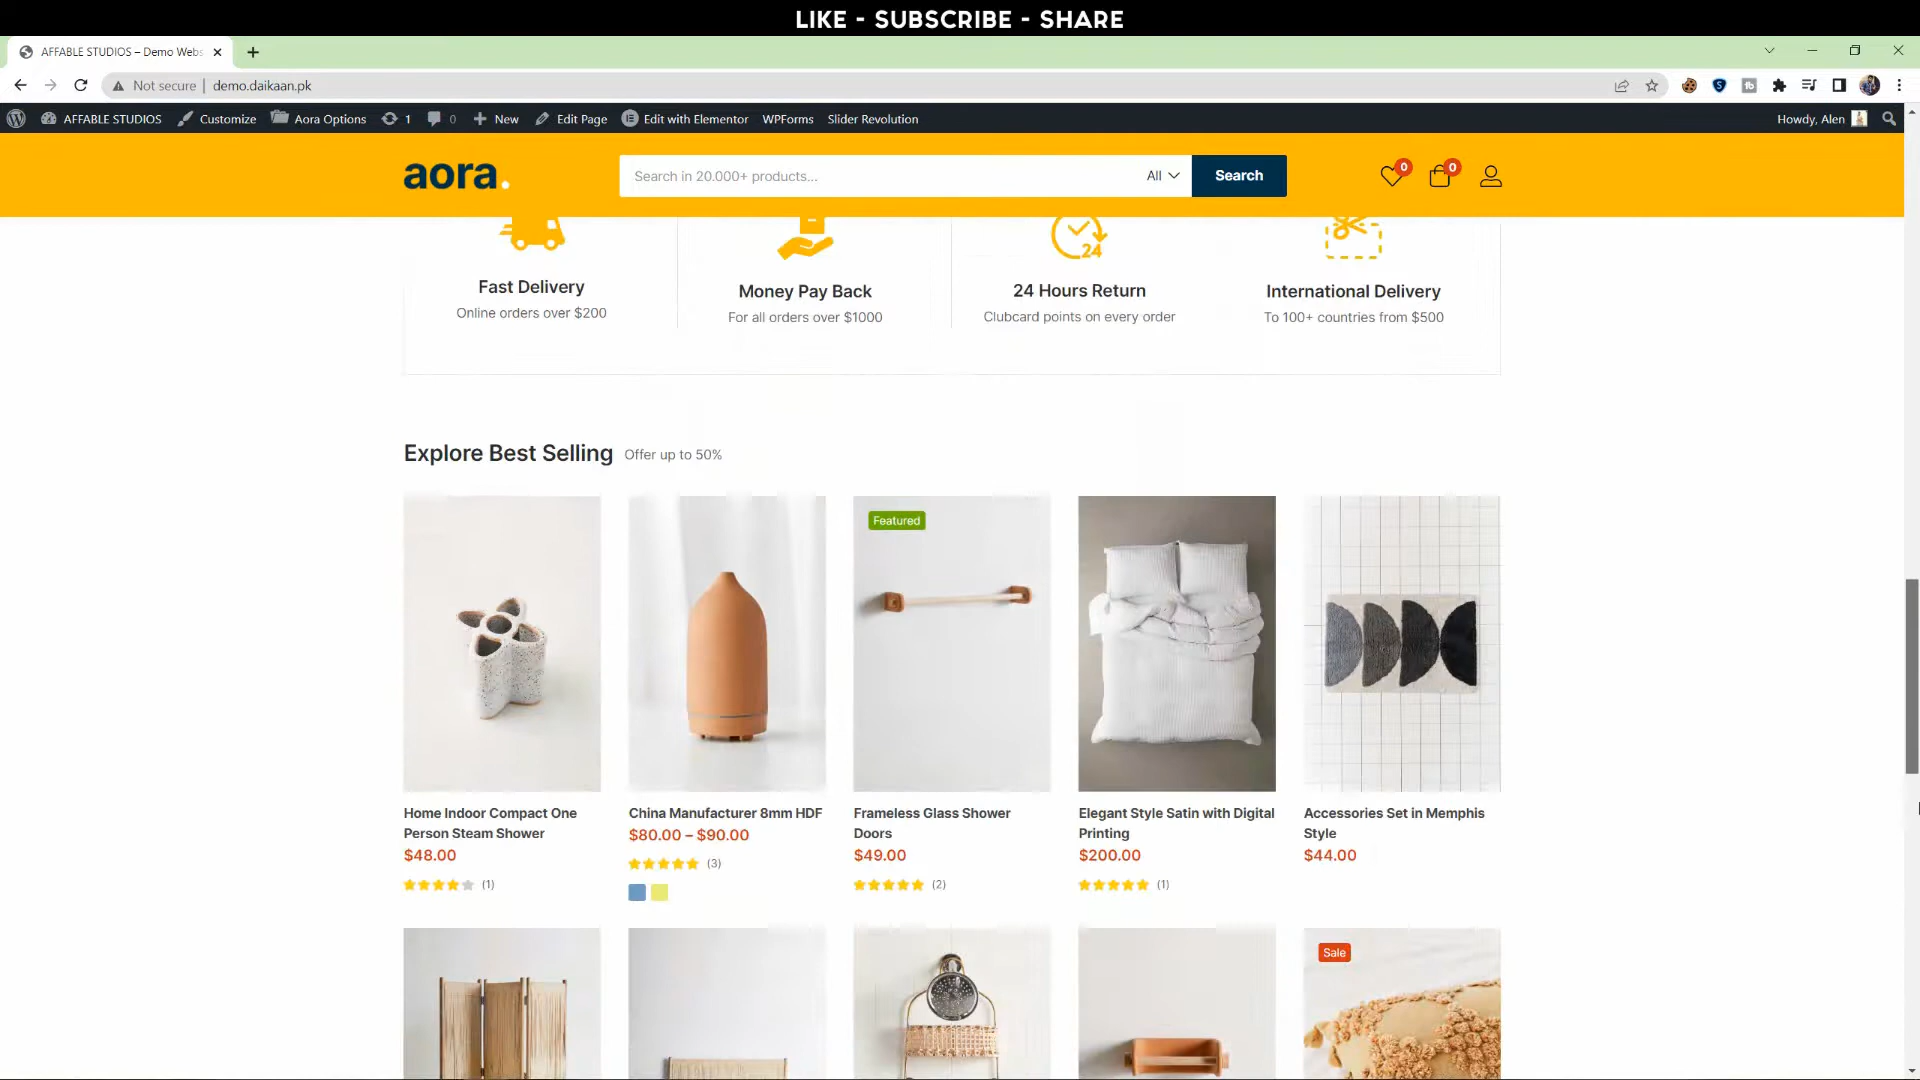 LIKE - SUBSCRIBE - SHARE
AFFABLE STUDIOS – Demo Webs
Not secure | demo.daikaan.pk
AFFABLE STUDIOS Customize Aora Options 1 0 New Edit Page Edit with Elementor WPForms Slider Revolution Howdy, Alen
aora. Search in 20.000+ products... All Search 0 0
24
Fast Delivery Money Pay Back 24 Hours Return International Delivery
Online orders over $200 For all orders over $1000 Clubcard points on every order To 100+ countries from $500
Explore Best Selling Offer up to 50%
Featured
Home Indoor Compact One Person Steam Shower
$48.00
(1)
China Manufacturer 8mm HDF
$80.00 – $90.00
(3)
Frameless Glass Shower Doors
$49.00
(2)
Elegant Style Satin with Digital Printing
$200.00
(1)
Accessories Set in Memphis Style
$44.00
Sale